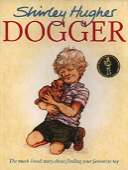 Shirley Hughes
DOGGER
The much-loved story about finding your favourite toy